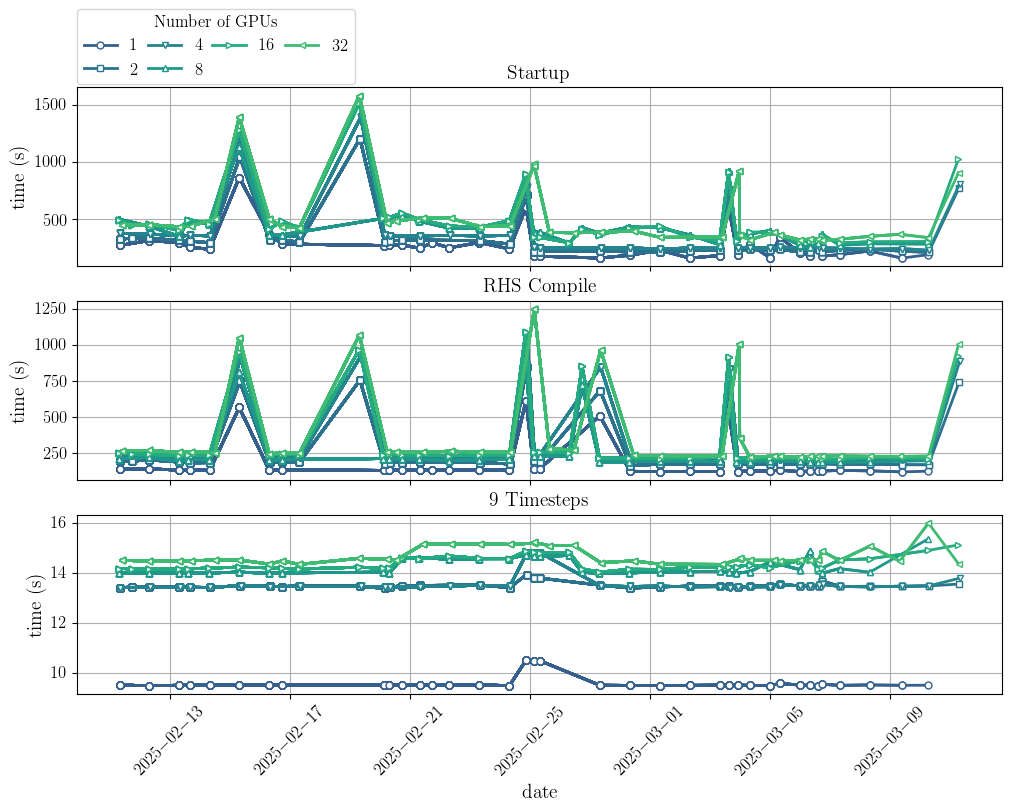 Number of GPUs
1 4 16 32
2 8
Startup
1500
1000
500
time (s)
RHS Compile
1250
1000
750
500
250
time (s)
9 Timesteps
16
14
12
10
time (s)
2025−02−13 2025−02−17 2025−02−21 2025−02−25 2025−03−01 2025−03−05 2025−03−09
date